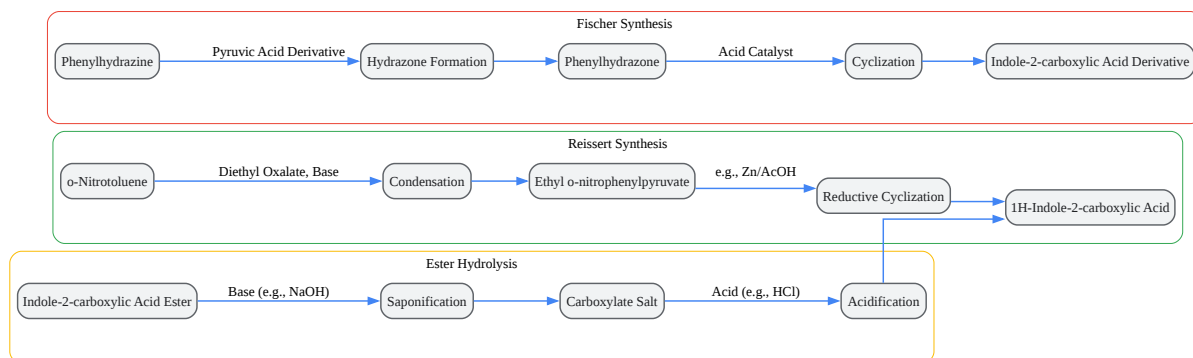 Fischer Synthesis
Phenylhydrazine
Pyruvic Acid Derivative
Hydrazone Formation
Phenylhydrazone
Acid Catalyst
Cyclization
Indole-2-carboxylic Acid Derivative
Reissert Synthesis
o-Nitrotoluene
Diethyl Oxalate, Base
Condensation
Ethyl o-nitrophenylpyruvate
e.g., Zn/AcOH
Reductive Cyclization
1H-Indole-2-carboxylic Acid
Ester Hydrolysis
Indole-2-carboxylic Acid Ester
Base (e.g., NaOH)
Saponification
Carboxylate Salt
Acid (e.g., HCl)
Acidification